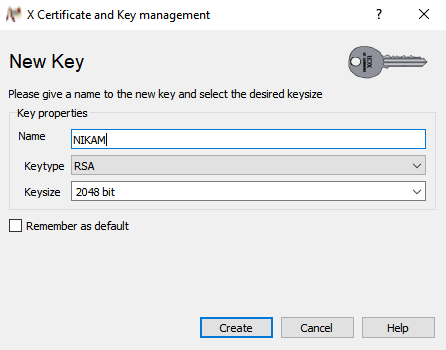 X Certificate and Key management
New Key
Please give a name to the new key and select the desired keysize
Key properties
Name NIKAM
Keytype RSA
Keysize 2048 bit
Remember as default
Create Cancel Help